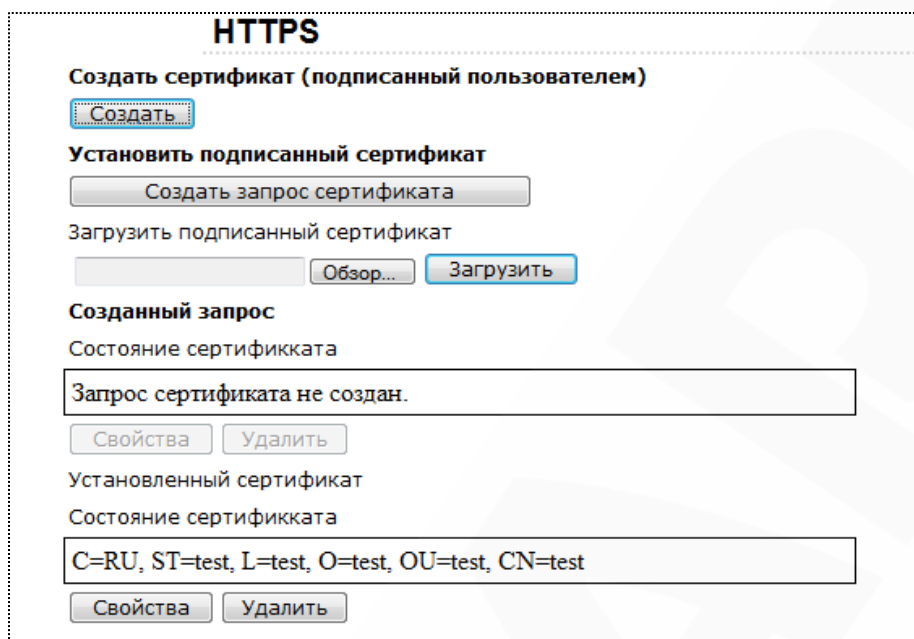 HTTPS
Создать сертификат (подписанный пользователем)
Создать
Установить подписанный сертификат
Создать запрос сертификата
Загрузить подписанный сертификат
Обзор... Загрузить
Созданный запрос
Состояние сертификката
Запрос сертификата не создан.
Свойства Удалить
Установленный сертификат
Состояние сертификката
C=RU, ST=test, L=test, O=test, OU=test, CN=test
Свойства Удалить